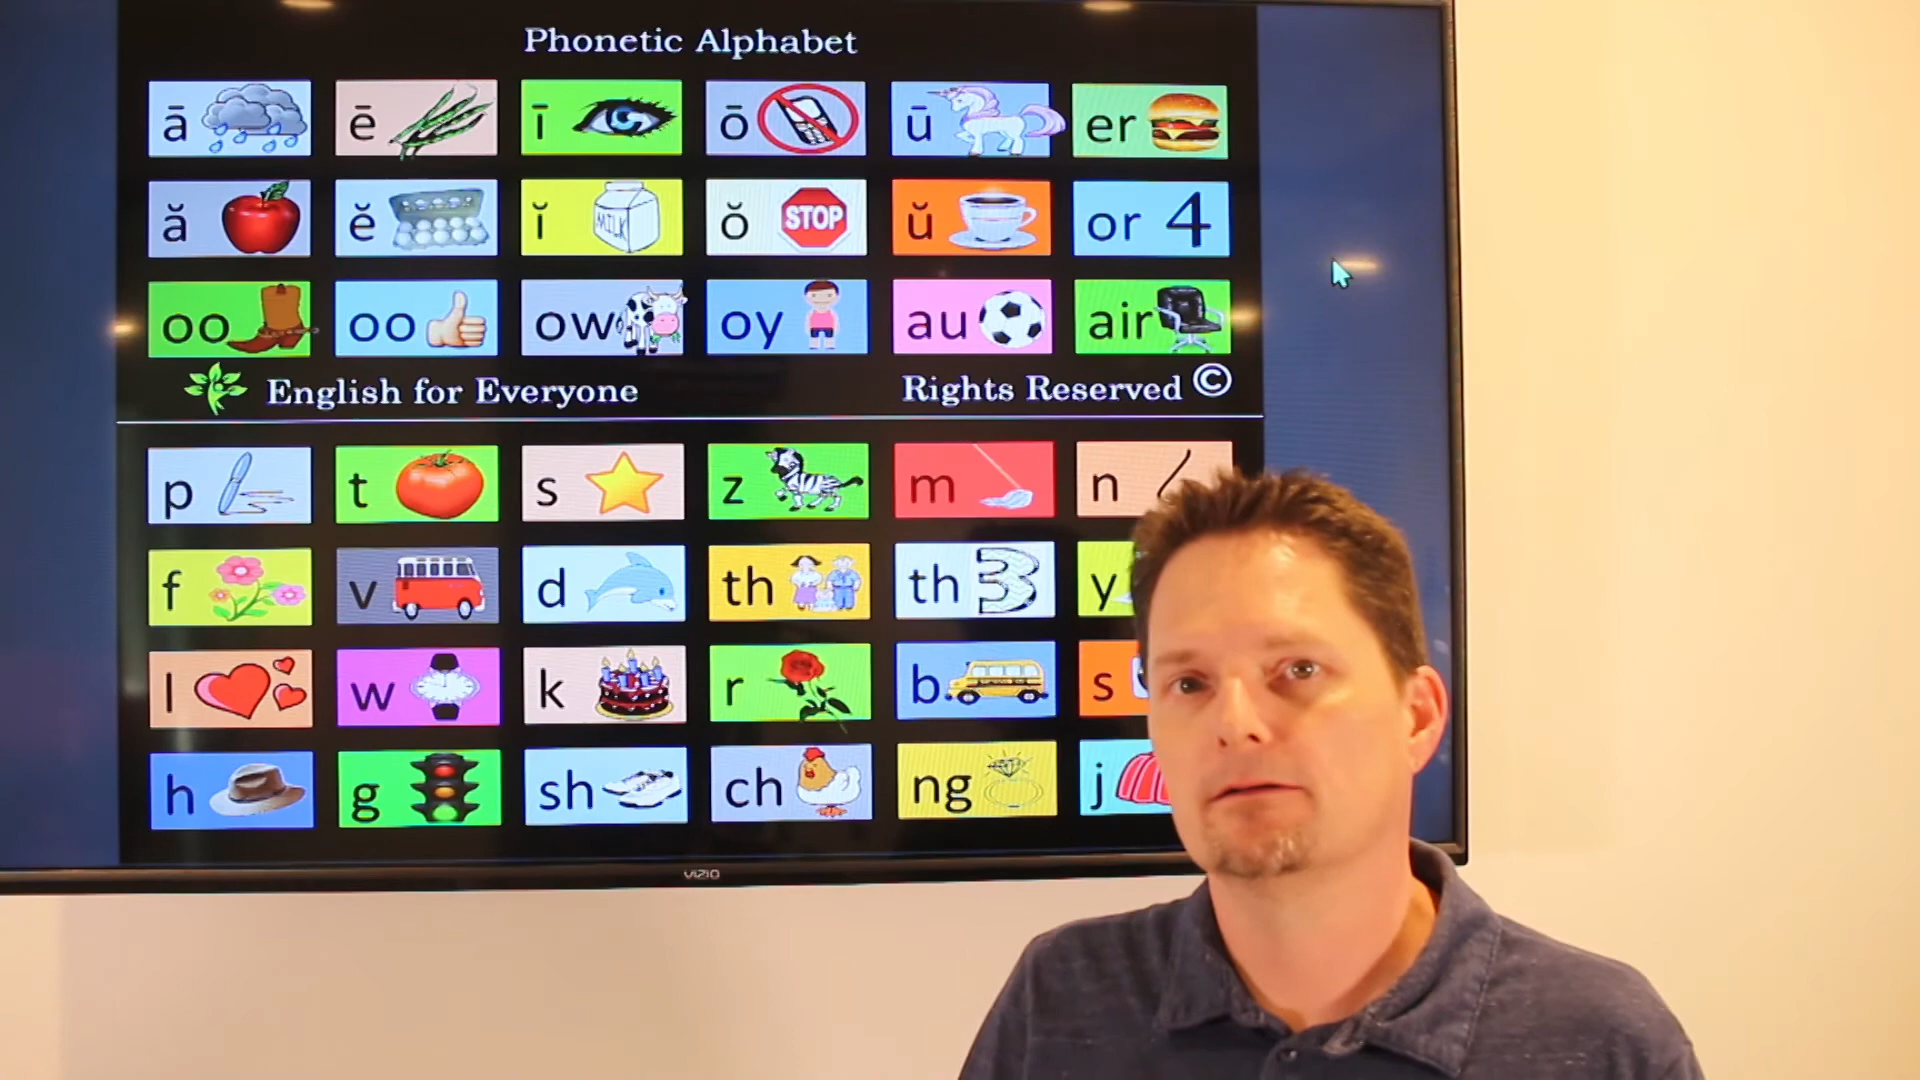 Phonetic Alphabet
ā ē ī ō ū er
ă ĕ ĭ MILK ŏ STOP ŭ or 4
oo oo ow oy au air
English for Everyone Rights Reserved ©
p t s z m n
f v d th th 3 y
l w k r b s
h g sh ch ng j
VIZIO